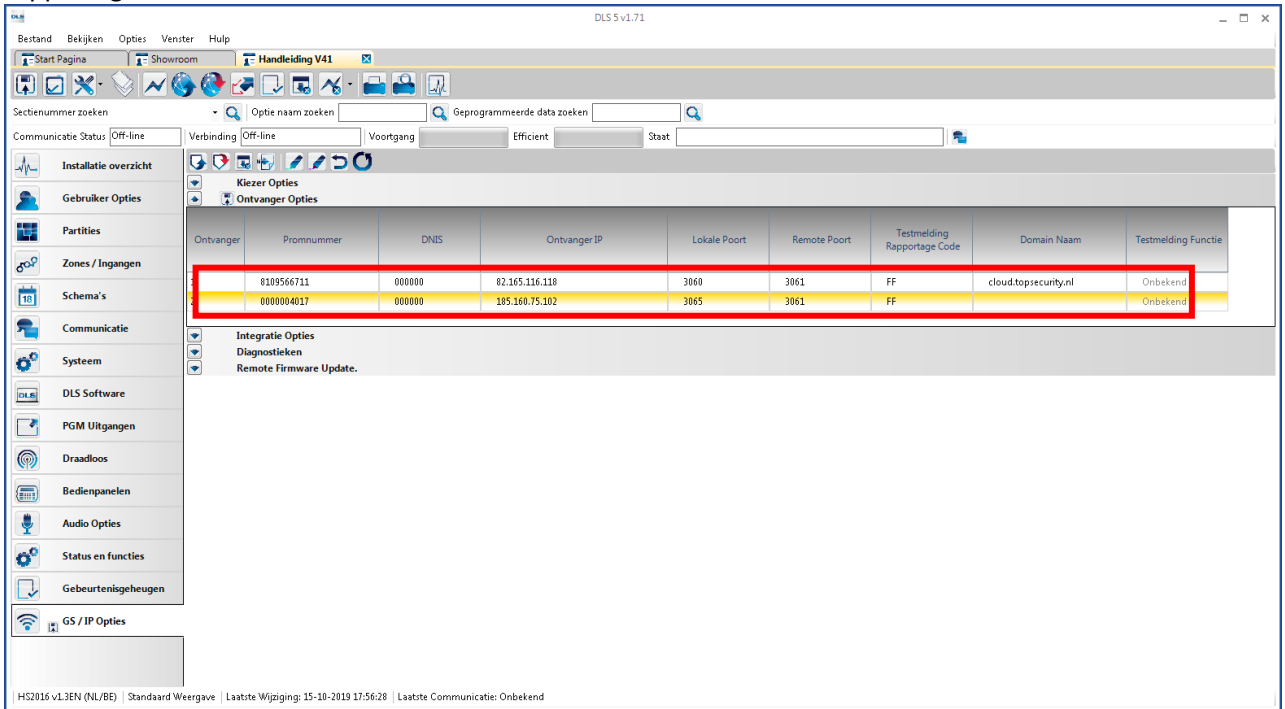 DLS 5 v1.71
Bestand Bekijken Opties Venster Hulp
Start Pagina Showroom Handleiding V41
Sectienummer zoeken Optie naam zoeken Geprogrammeerde data zoeken
Communicatie Status Off-line Verbinding Off-line Voortgang Efficient Staat
Installatie overzicht
Gebruiker Opties
Partities
Zones / Ingangen
Schema's
Communicatie
Systeem
DLS Software
PGM Uitgangen
Draadloos
Bedienpanelen
Audio Opties
Status en functies
Gebeurtenisgeheugen
GS / IP Opties
Kiezer Opties
Ontvanger Opties
Ontvanger Promnummer DNIS Ontvanger IP Lokale Poort Remote Poort Testmelding Rapportage Code Domain Naam Testmelding Functie
8109566711 000000 82.165.116.118 3060 3061 FF cloud.topsecurity.nl Onbekend
0000004017 000000 185.160.75.102 3065 3061 FF Onbekend
Integratie Opties
Diagnostieken
Remote Firmware Update.
HS2016 v1.3EN (NL/BE) Standaard Weergave Laatste Wijziging: 15-10-2019 17:56:28 Laatste Communicatie: Onbekend